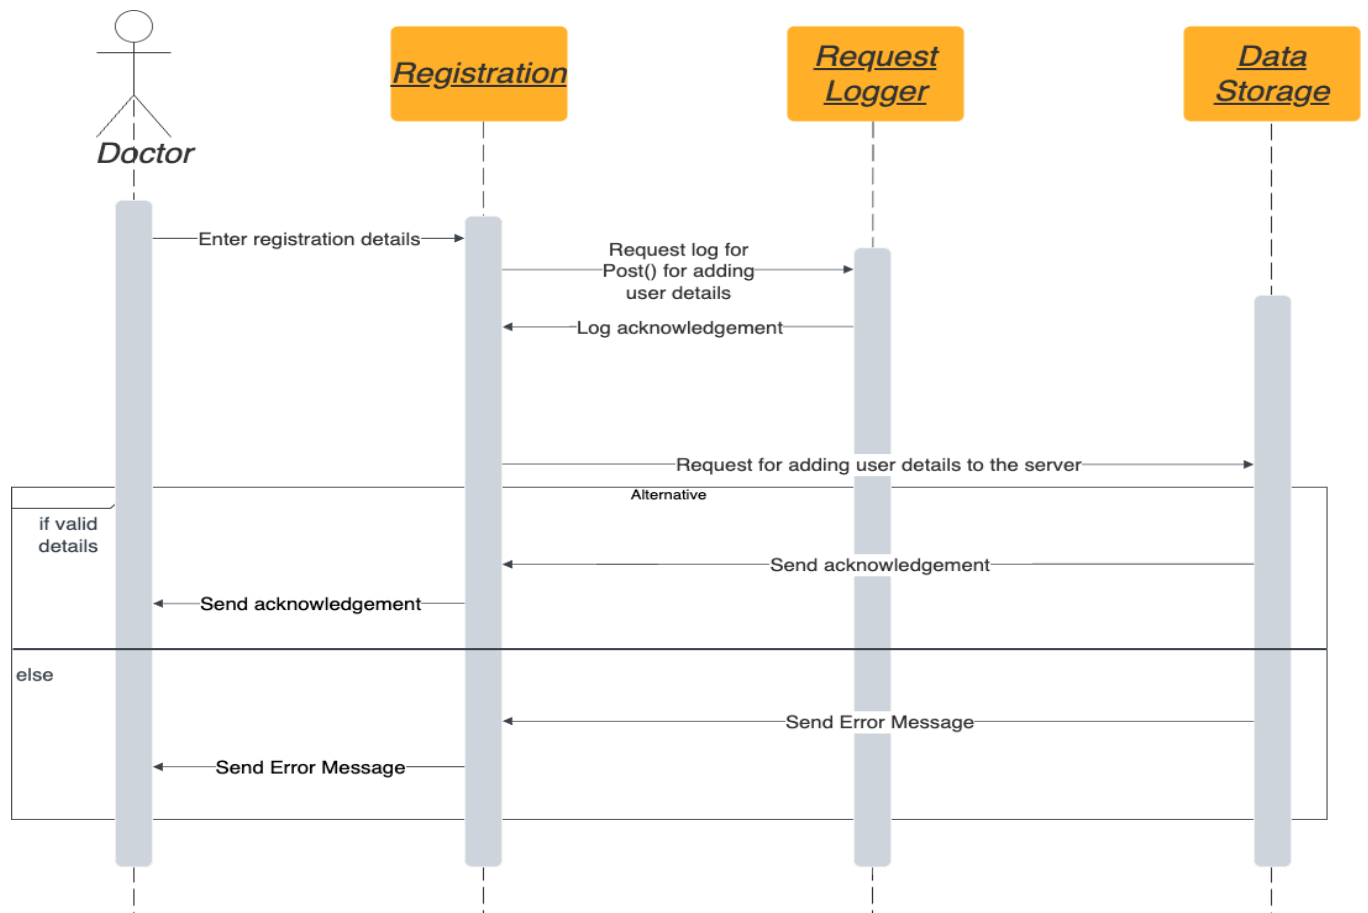 Registration
Request
Logger
Data
Storage
Doctor
Enter registration details
Request log for
Post() for adding
user details
Log acknowledgement
Request for adding user details to the server
Alternative
if valid
details
Send acknowledgement
Send acknowledgement
else
Send Error Message
Send Error Message